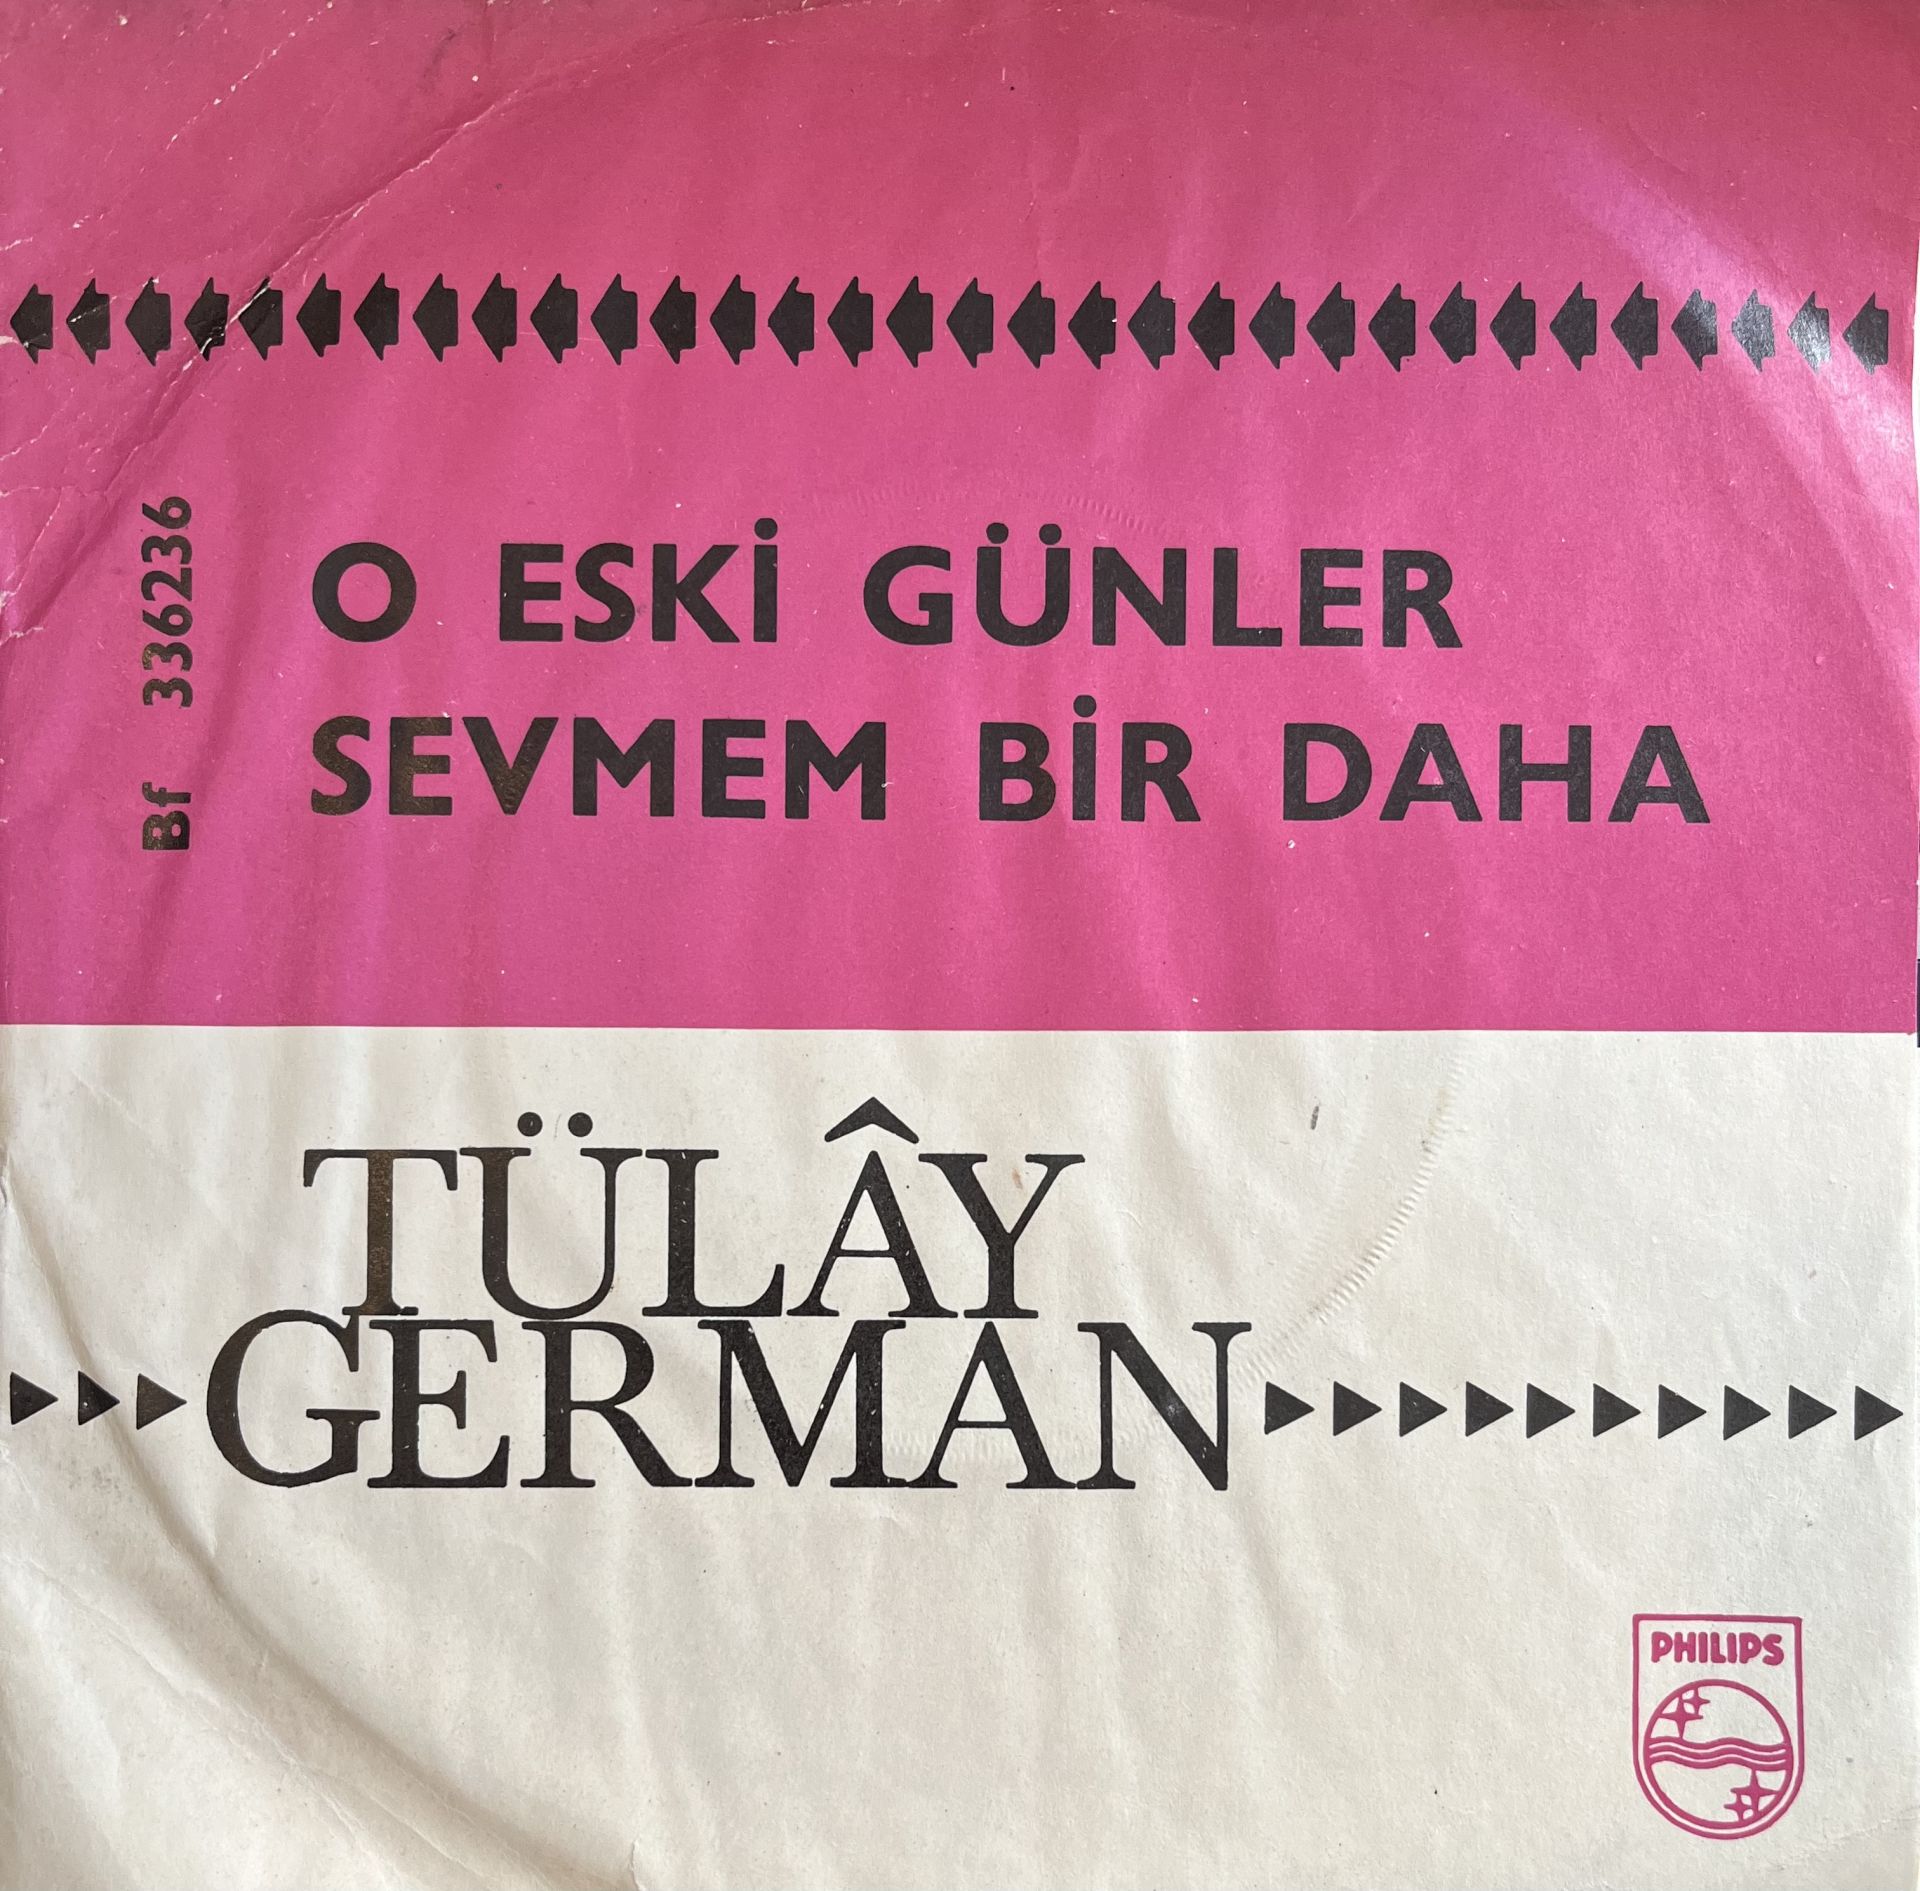 Bf 336236
O ESKİ GÜNLER
SEVMEM BİR DAHA
TÜLÂY
GERMAN
PHILIPS